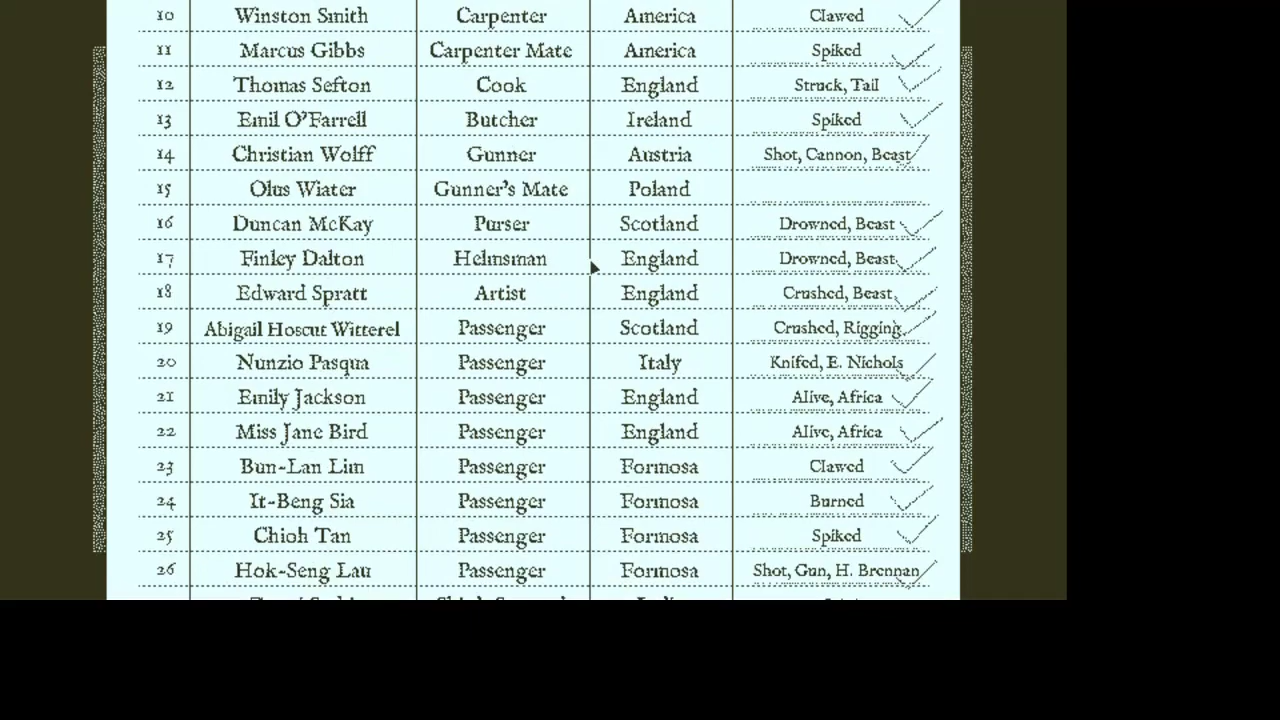 10 Winston Smith Carpenter America Clawed
11 Marcus Gibbs Carpenter Mate America Spiked
12 Thomas Sefton Cook England Struck, Tail
13 Emil O'Farrell Butcher Ireland Spiked
14 Christian Wolff Gunner Austria Shot, Cannon, Beast
15 Olus Wiater Gunner's Mate Poland
16 Duncan McKay Purser Scotland Drowned, Beast
17 Finley Dalton Helmsman England Drowned, Beast
18 Edward Spratt Artist England Crushed, Beast
19 Abigail Hoscut Witterel Passenger Scotland Crushed, Rigging
20 Nunzio Pasqua Passenger Italy Knifed, E. Nichols
21 Emily Jackson Passenger England Alive, Africa
22 Miss Jane Bird Passenger England Alive, Africa
23 Bun-Lan Lim Passenger Formosa Clawed
24 It-Beng Sia Passenger Formosa Burned
25 Chioh Tan Passenger Formosa Spiked
26 Hok-Seng Lau Passenger Formosa Shot, Gun, H. Brennan